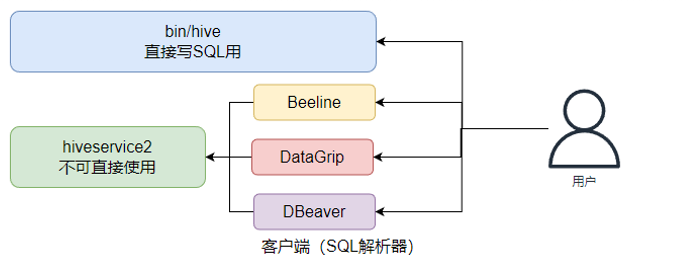 bin/hive
直接写SQL用
Beeline
hiveservice2
不可直接使用
DataGrip
用户
DBeaver
客户端（SQL解析器）